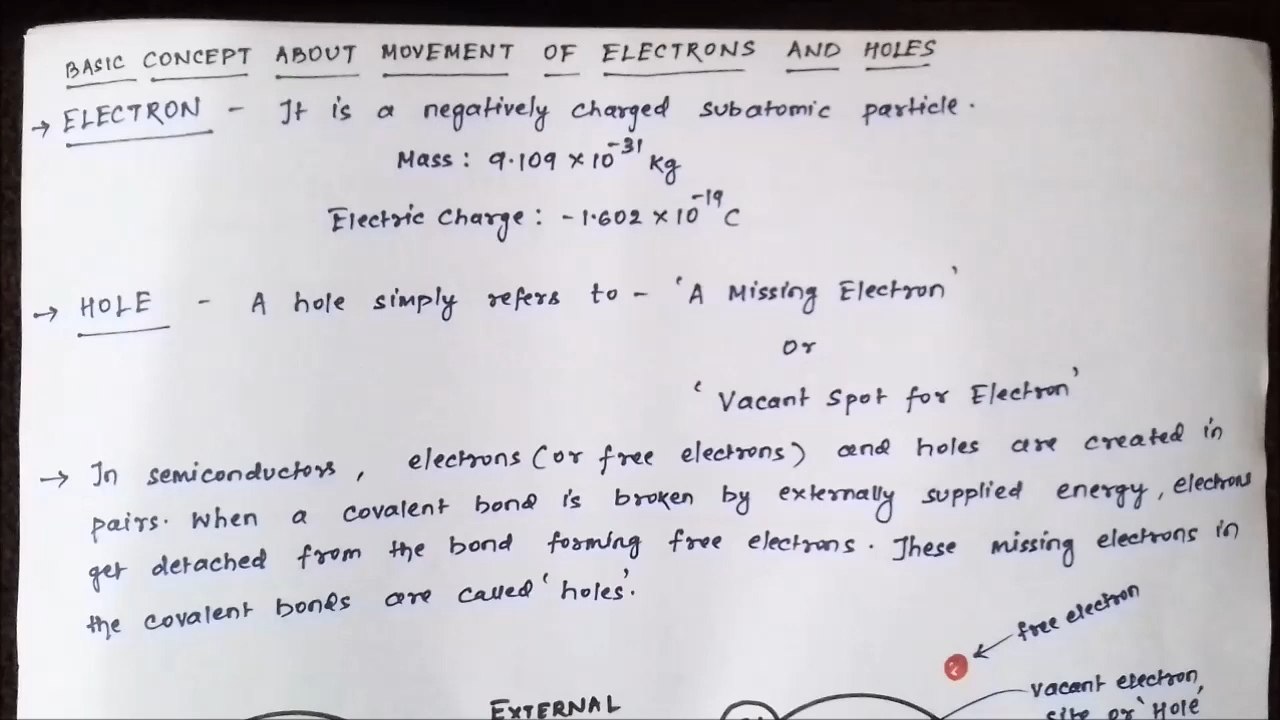 BASIC CONCEPT ABOUT MOVEMENT OF ELECTRONS AND HOLES
→ ELECTRON - It is a negatively charged subatomic particle.
Mass : 9.109 × 10⁻³¹ Kg
Electric Charge : -1.602 × 10⁻¹⁹ C
→ HOLE - A hole simply refers to - 'A Missing Electron'
Or
'Vacant Spot for Electron'
→ In semiconductors, electrons (or free electrons) and holes are created in
pairs. When a covalent bond is broken by externally supplied energy, electrons
get detached from the bond forming free electrons. These missing electrons in
the covalent bonds are called 'holes'.
free electron
vacant electron
EXTERNAL
site or 'Hole'